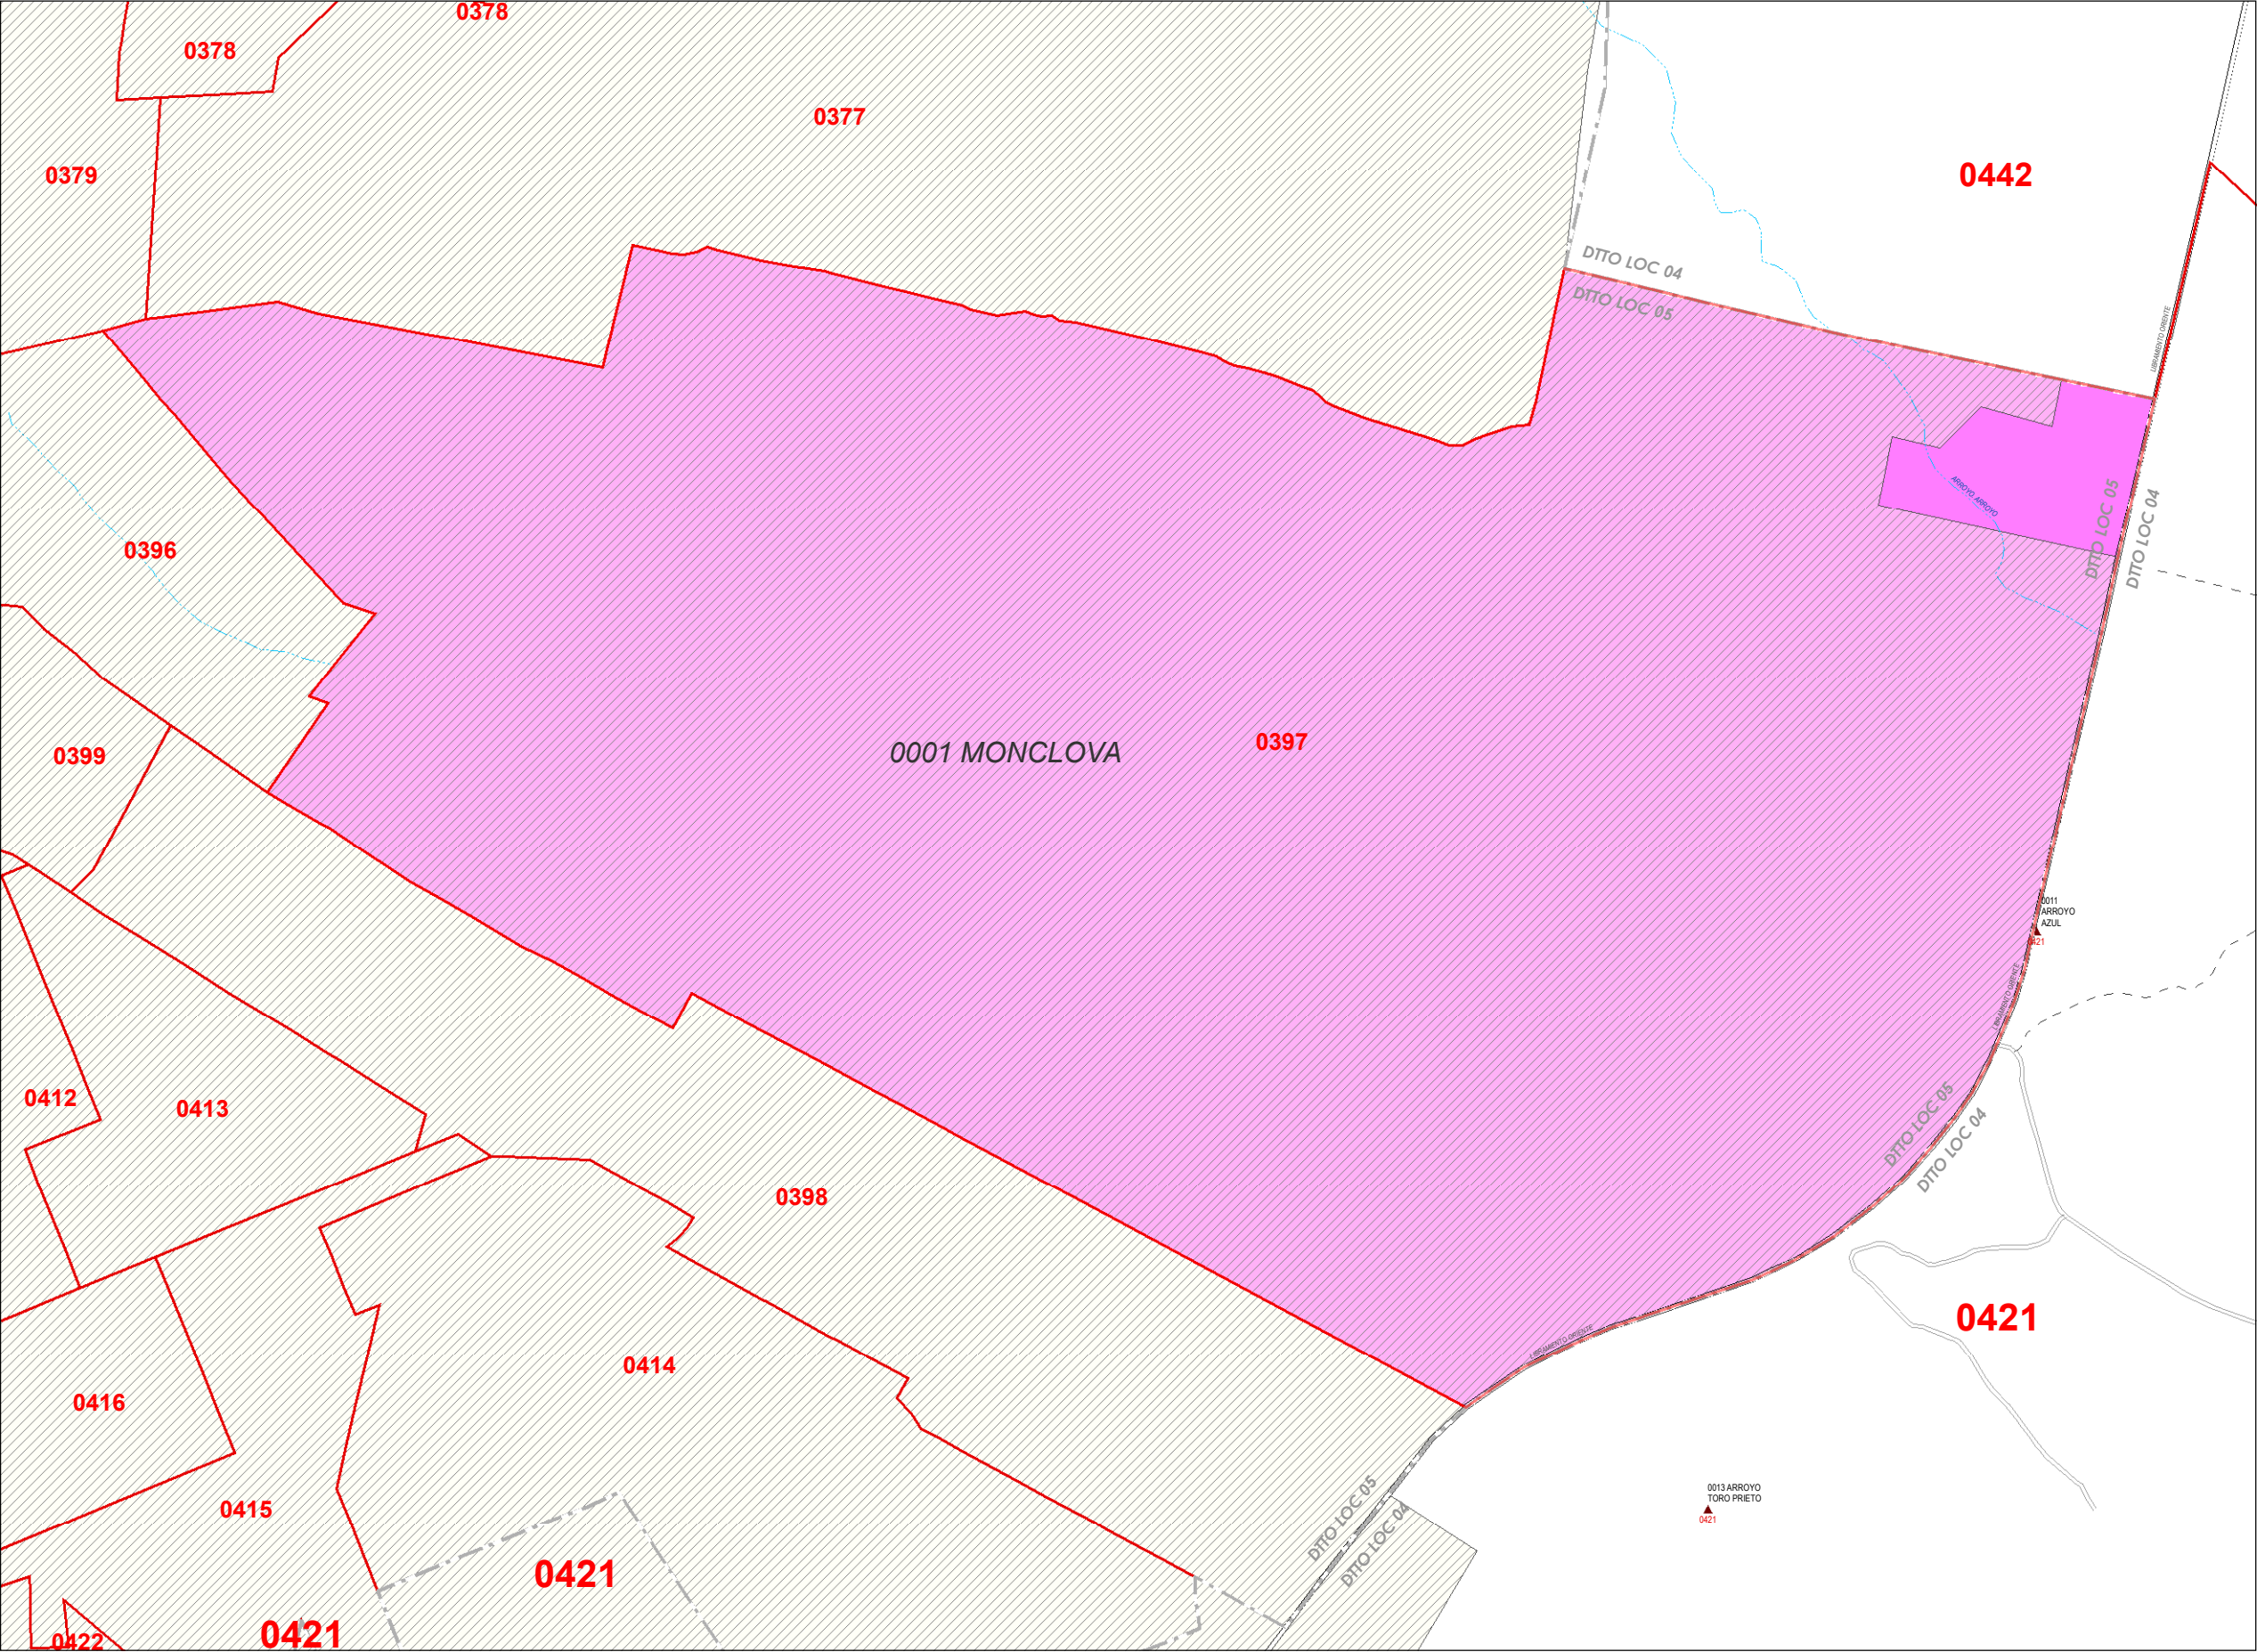 0378
0378
0377
0379
0442
DTTO LOC 04
DTTO LOC 05
LIBRAMIENTO ORIENTE
ARROYO ARROYO
DTTO LOC 05
DTTO LOC 04
0396
0399
0001 MONCLOVA
0397
0011
ARROYO
AZUL
0421
LIBRAMIENTO ORIENTE
0412
0413
DTTO LOC 05
DTTO LOC 04
0398
0421
LIBRAMIENTO ORIENTE
0414
0416
0013 ARROYO
TORO PRIETO
0421
0415
DTTO LOC 05
DTTO LOC 04
0421
0421
0422